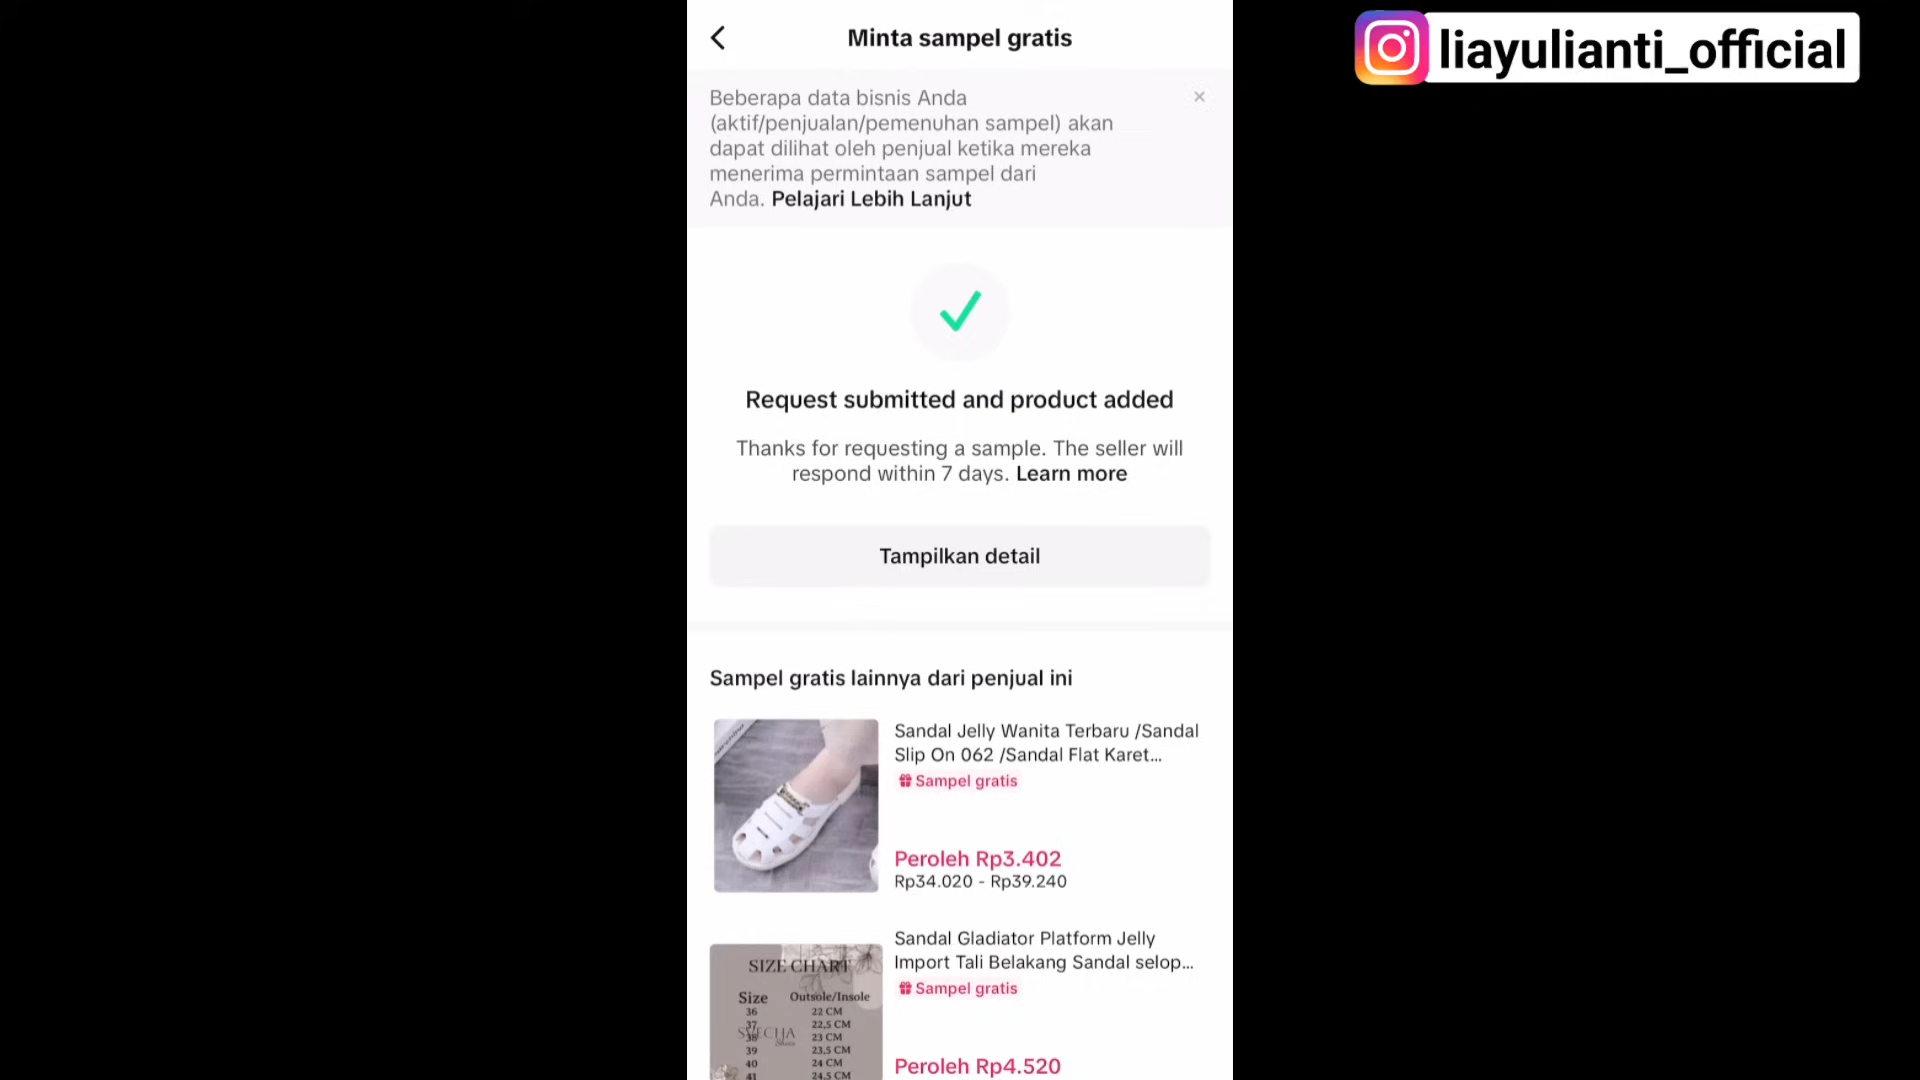 Minta sampel gratis
liayulianti_official
Beberapa data bisnis Anda
(aktif/penjualan/pemenuhan sampel) akan
dapat dilihat oleh penjual ketika mereka
menerima permintaan sampel dari
Anda. Pelajari Lebih Lanjut
Request submitted and product added
Thanks for requesting a sample. The seller will
respond within 7 days. Learn more
Tampilkan detail
Sampel gratis lainnya dari penjual ini
Sandal Jelly Wanita Terbaru /Sandal
Slip On 062 /Sandal Flat Karet...
Sampel gratis
Peroleh Rp3.402
Rp34.020 - Rp39.240
Sandal Gladiator Platform Jelly
Import Tali Belakang Sandal selop...
Sampel gratis
Peroleh Rp4.520
SIZE CHART
Size Outsole/Insole
36 22 CM
37 22,5 CM
38 23 CM
39 23,5 CM
40 24 CM
41 24,5 CM